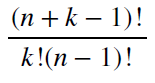 (n + k − 1)!
k!(n − 1)!